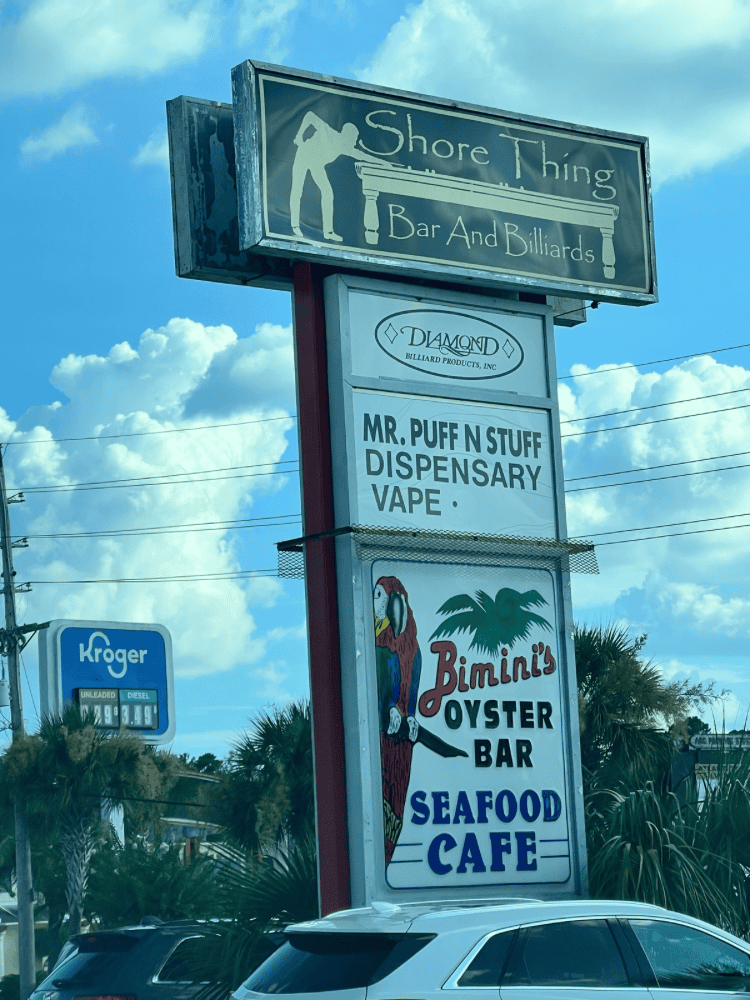 Shore Thing
Bar And Billiards
DIAMOND
BILLIARD PRODUCTS, INC
MR. PUFF N STUFF
DISPENSARY
VAPE ·
Bimini's
OYSTER
BAR
SEAFOOD
CAFE
Kroger
UNLEADED DIESEL